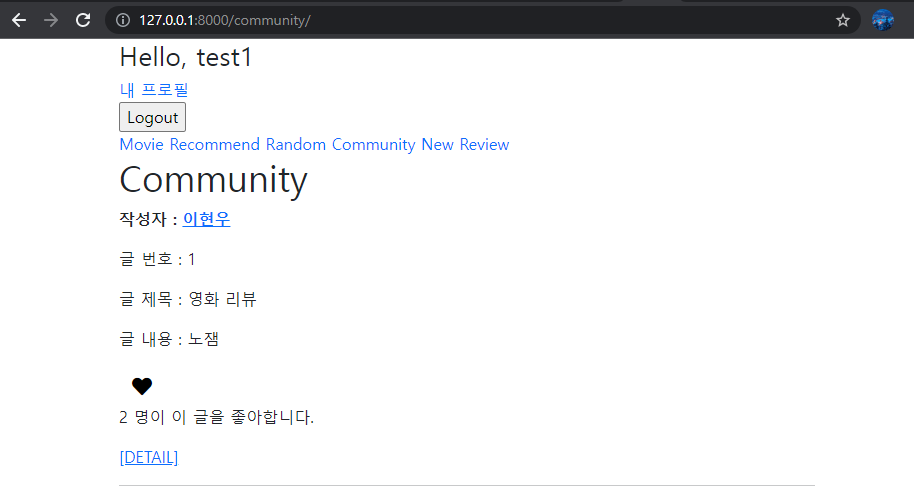 127.0.0.1:8000/community/
Hello, test1
내 프로필
Logout
Movie Recommend Random Community New Review
Community
작성자 : 이현우
글 번호 : 1
글 제목 : 영화 리뷰
글 내용 : 노잼
2 명이 이 글을 좋아합니다.
[DETAIL]